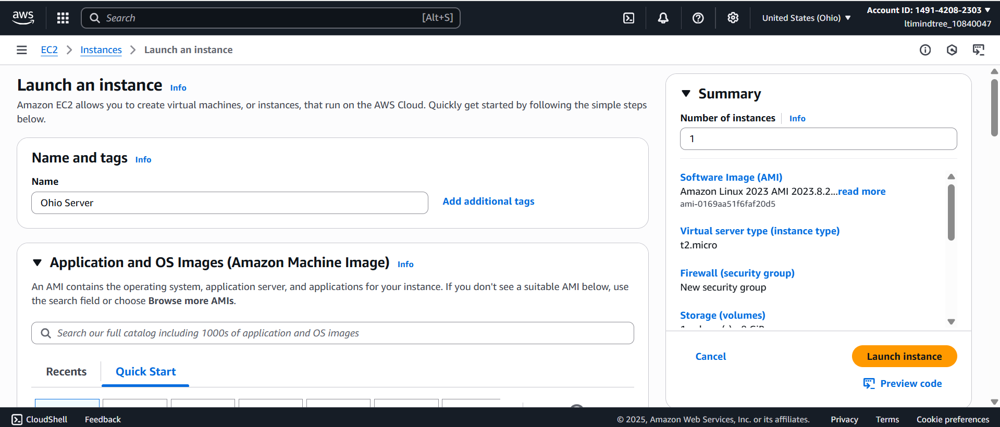 aws
Search [Alt+S]
United States (Ohio)
Account ID: 1491-4208-2303
ltimindtree_10840047
EC2 Instances Launch an instance
Launch an instance Info
Amazon EC2 allows you to create virtual machines, or instances, that run on the AWS Cloud. Quickly get started by following the simple steps
below.
Name and tags Info
Name
Ohio Server
Add additional tags
Application and OS Images (Amazon Machine Image) Info
An AMI contains the operating system, application server, and applications for your instance. If you don't see a suitable AMI below, use
the search field or choose Browse more AMIs.
Search our full catalog including 1000s of application and OS images
Recents Quick Start
Summary
Number of instances Info
1
Software Image (AMI)
Amazon Linux 2023 AMI 2023.8.2...read more
ami-0169aa51f6faf20d5
Virtual server type (instance type)
t2.micro
Firewall (security group)
New security group
Storage (volumes)
Cancel
Launch instance
Preview code
CloudShell Feedback
© 2025, Amazon Web Services, Inc. or its affiliates. Privacy Terms Cookie preferences